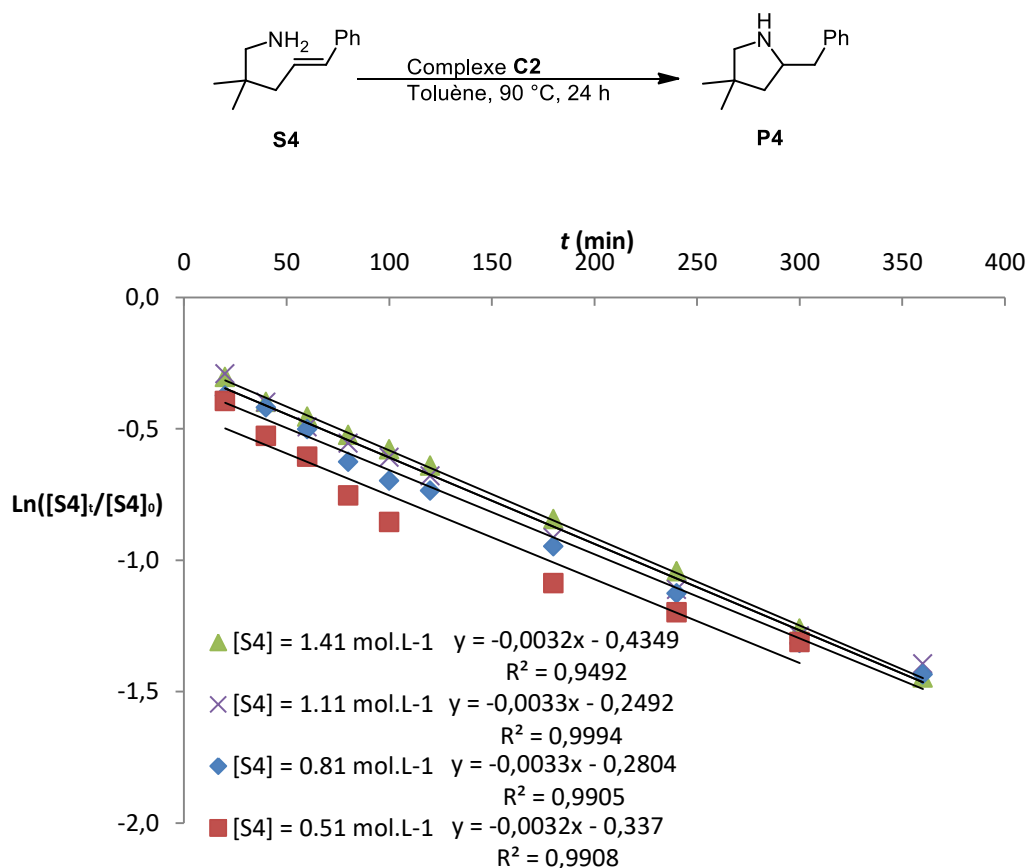 NH2
Ph
Complexe C2
Toluène, 90 °C, 24 h
S4
H
N
Ph
P4
t (min)
0 50 100 150 200 250 300 350 400
0,0
-0,5
Ln([S4]t/[S4]0)
-1,0
-1,5
-2,0
[S4] = 1.41 mol.L-1 y = -0,0032x - 0,4349
R² = 0,9492
[S4] = 1.11 mol.L-1 y = -0,0033x - 0,2492
R² = 0,9994
[S4] = 0.81 mol.L-1 y = -0,0033x - 0,2804
R² = 0,9905
[S4] = 0.51 mol.L-1 y = -0,0032x - 0,337
R² = 0,9908